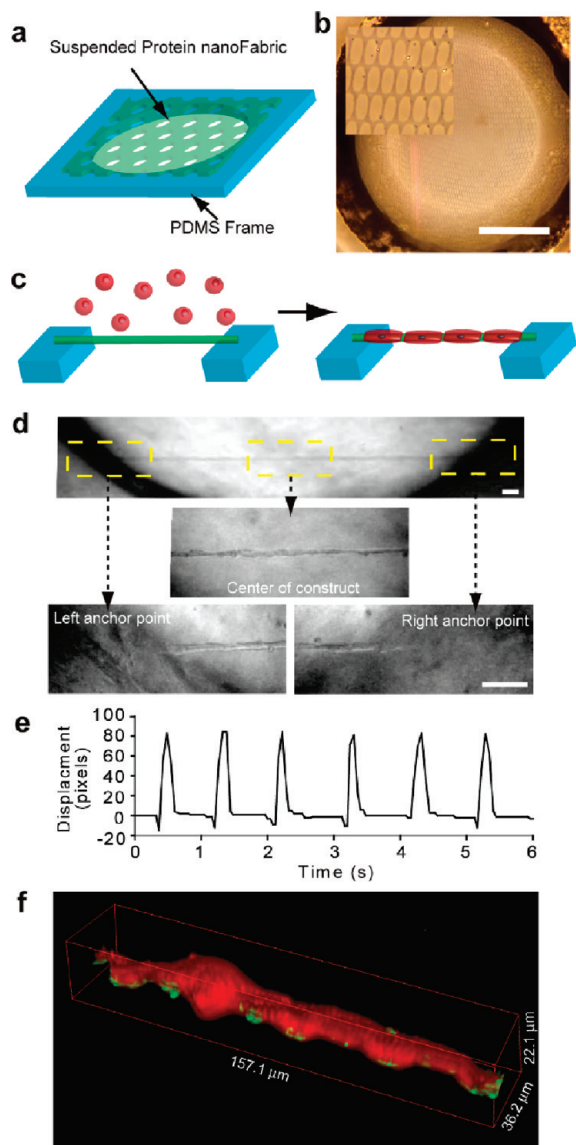 a
Suspended Protein nanoFabric
PDMS Frame
b
c
d
Center of construct
Left anchor point
Right anchor point
e
Displacment
(pixels)
100
80
60
40
20
0
-20
0 1 2 3 4 5 6
Time (s)
f
157.1 µm
36.2 µm
22.1 µm